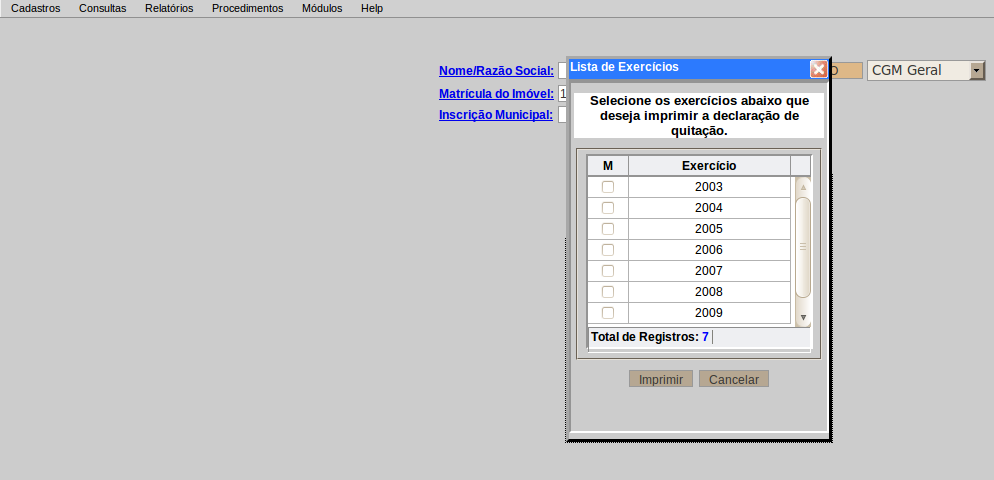 Cadastros Consultas Relatórios Procedimentos Módulos Help
Lista de Exercícios
Nome/Razão Social: O CGM Geral
Matrícula do Imóvel: 1
Inscrição Municipal:
Selecione os exercícios abaixo que
deseja imprimir a declaração de
quitação.
M Exercício
2003
2004
2005
2006
2007
2008
2009
Total de Registros: 7
Imprimir Cancelar